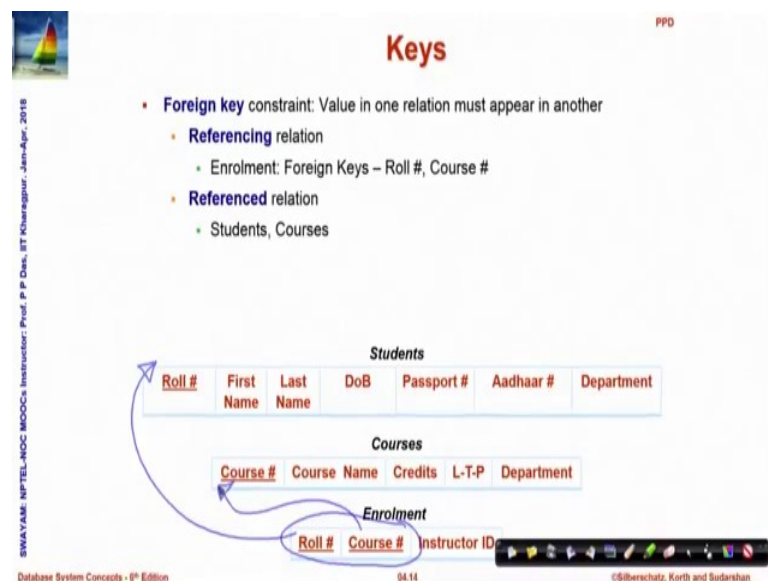 PPD
Keys
Foreign key constraint: Value in one relation must appear in another
Referencing relation
Enrolment: Foreign Keys – Roll #, Course #
Referenced relation
Students, Courses
Students
Roll # First Name Last Name DoB Passport # Aadhaar # Department
Courses
Course # Course Name Credits L-T-P Department
Enrolment
Roll # Course # Instructor ID
SWAYAM: NPTEL-NOC MOOCs Instructor: Prof. P P Das, IIT Kharagpur. Jan-Apr, 2018
Database System Concepts - 6th Edition 04.14 ©Silberschatz, Korth and Sudarshan